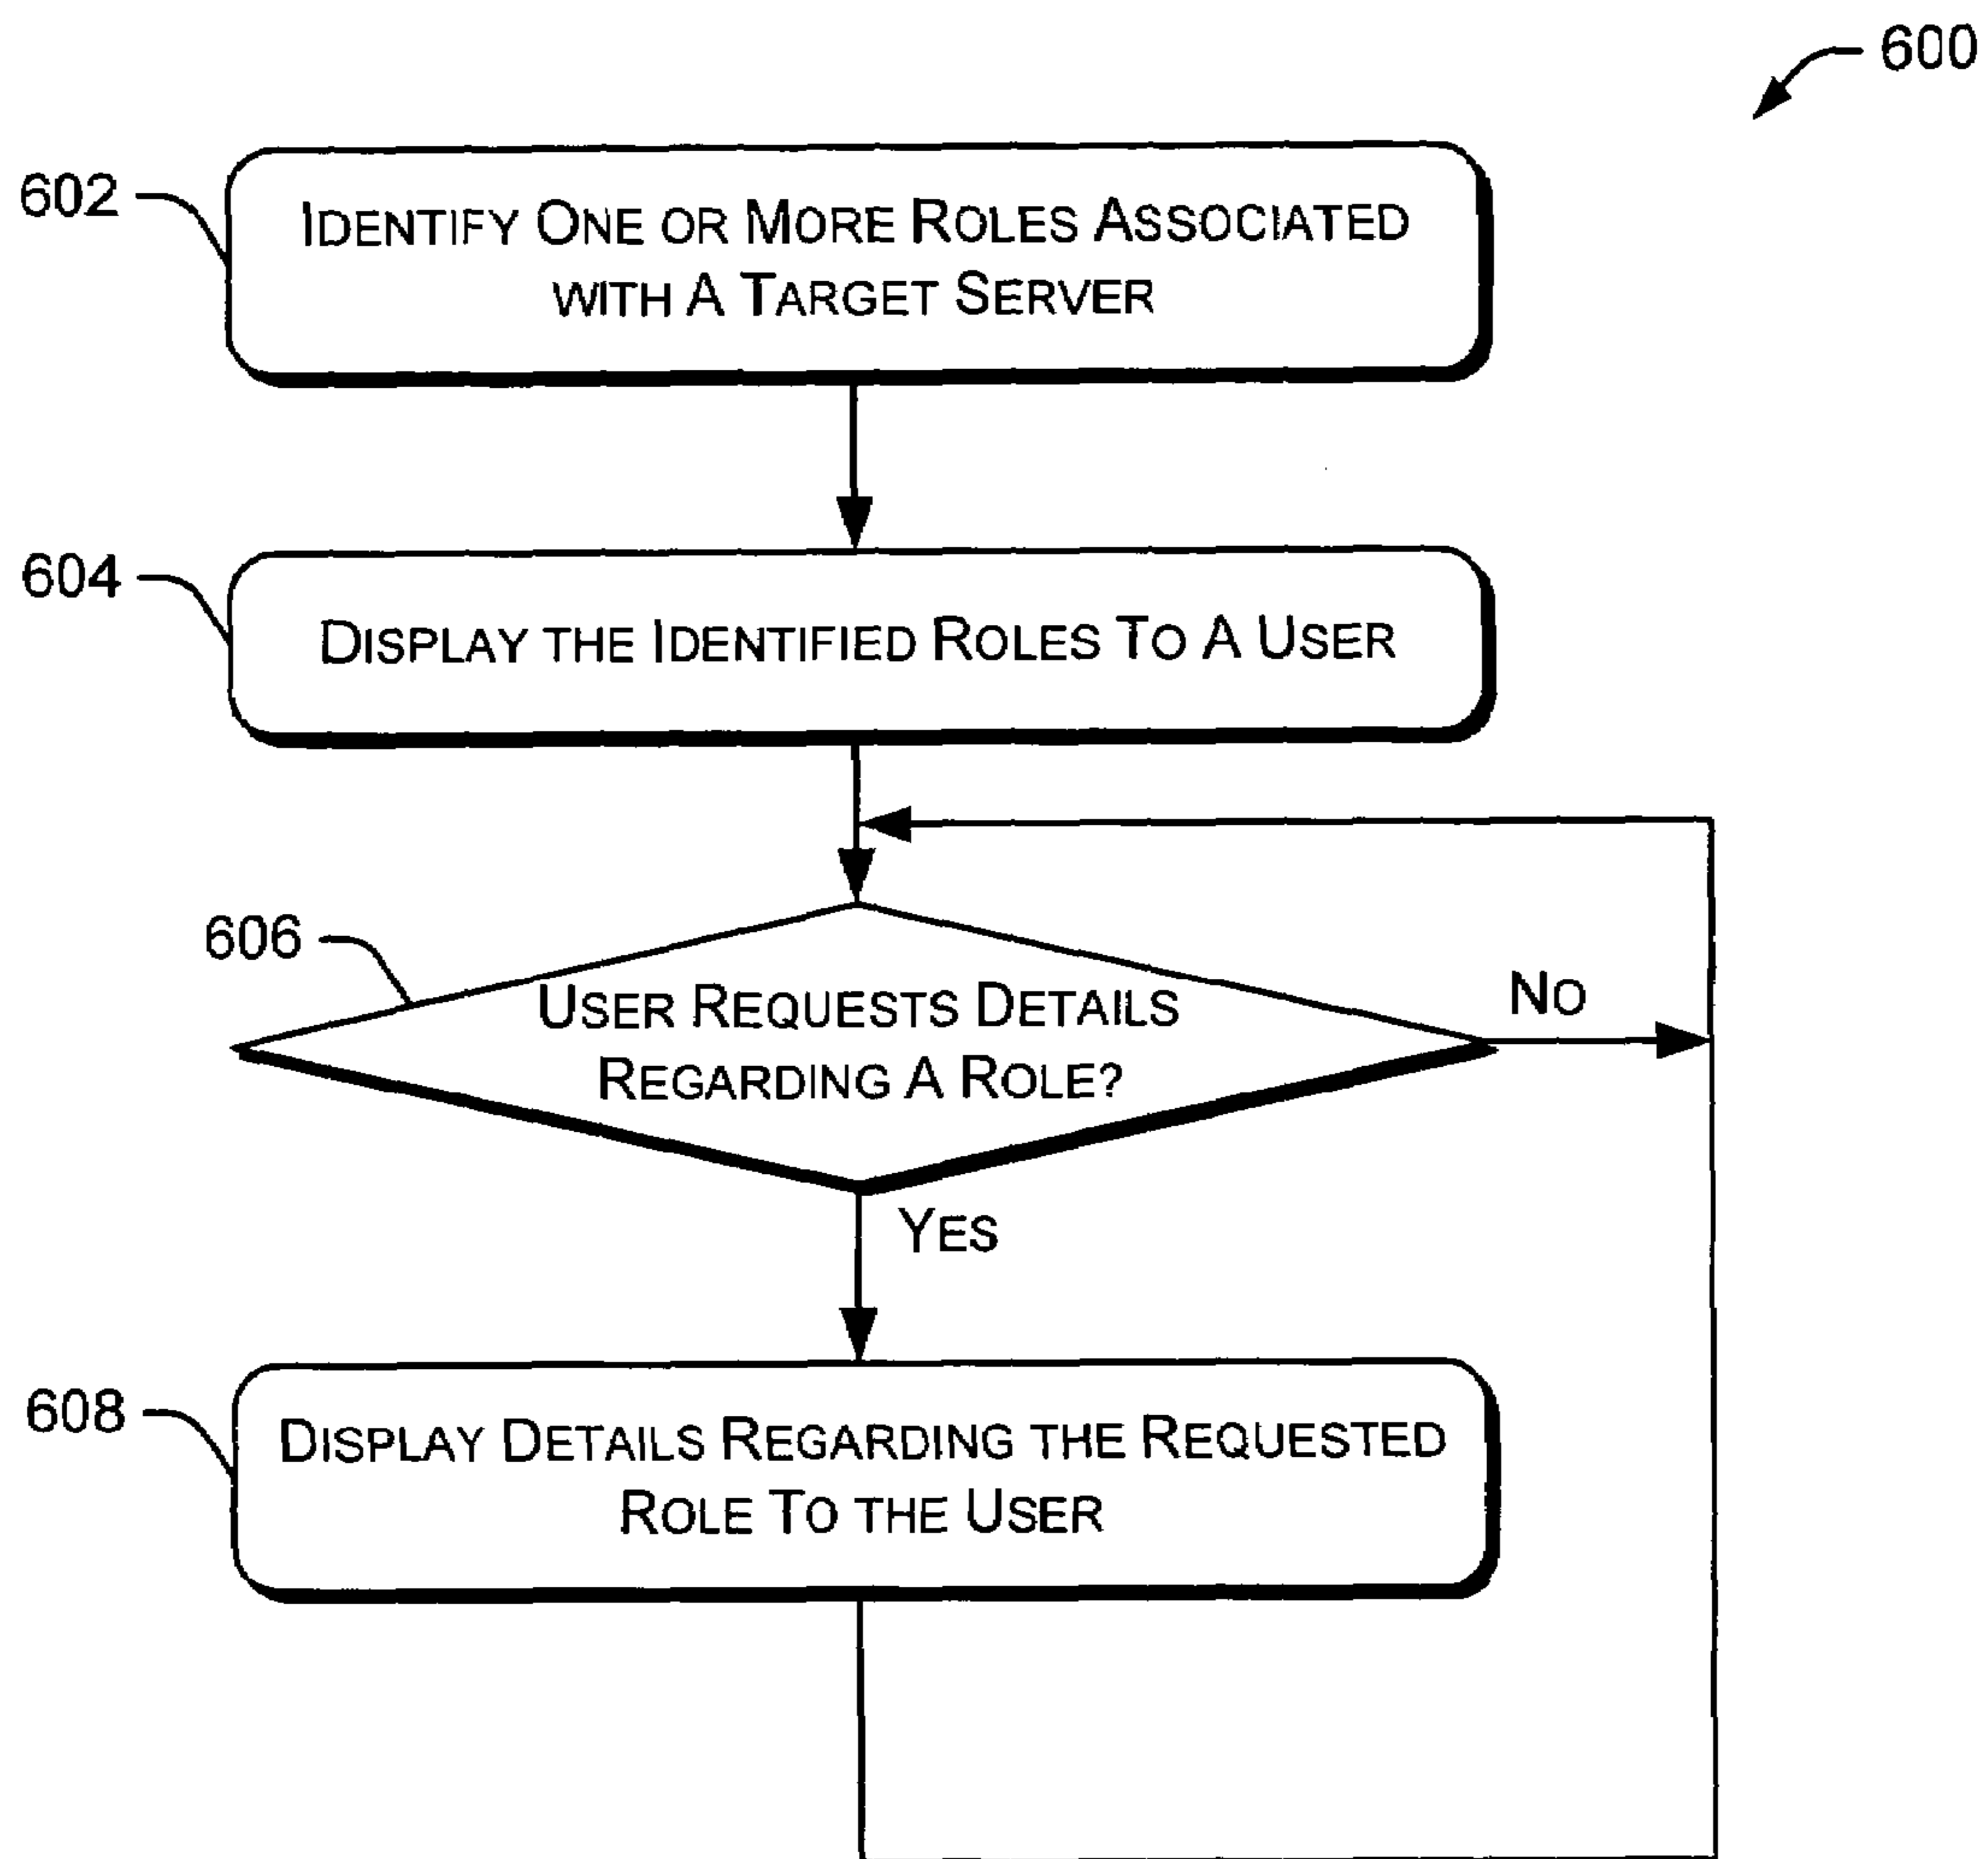 600
602
IDENTIFY ONE OR MORE ROLES ASSOCIATED
WITH A TARGET SERVER
604
DISPLAY THE IDENTIFIED ROLES TO A USER
606
USER REQUESTS DETAILS
REGARDING A ROLE?
NO
YES
608
DISPLAY DETAILS REGARDING THE REQUESTED
ROLE TO THE USER